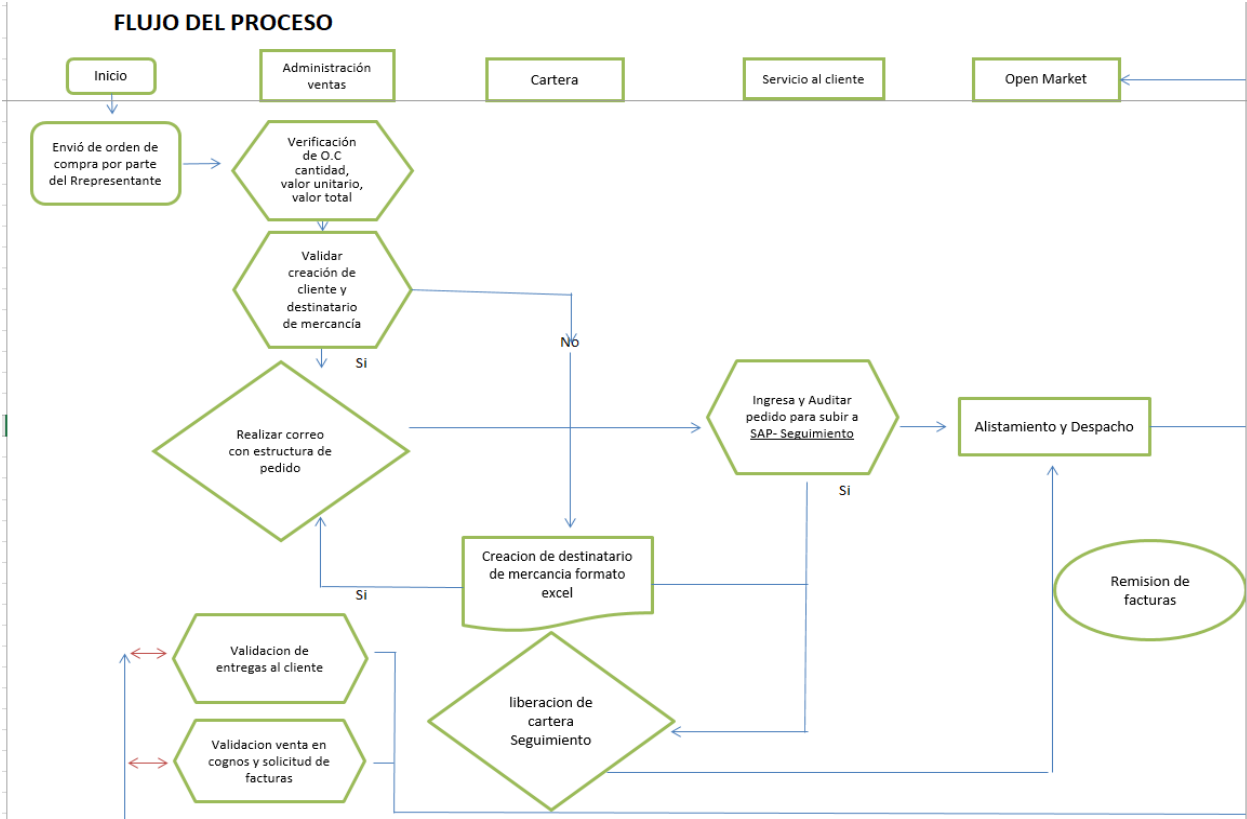 FLUJO DEL PROCESO
Inicio
Administración
ventas
Cartera
Servicio al cliente
Open Market
Envió de orden de
compra por parte
del Rrepresentante
Verificación
de O.C
cantidad,
valor unitario,
valor total
Validar
creación de
cliente y
destinatario
de mercancía
No
Si
Realizar correo
con estructura de
pedido
Ingresa y Auditar
pedido para subir a
SAP- Seguimiento
Alistamiento y Despacho
Si
Creacion de destinatario
de mercancia formato
excel
Si
Remision de
facturas
Validacion de
entregas al cliente
liberacion de
cartera
Seguimiento
Validacion venta en
cognos y solicitud de
facturas